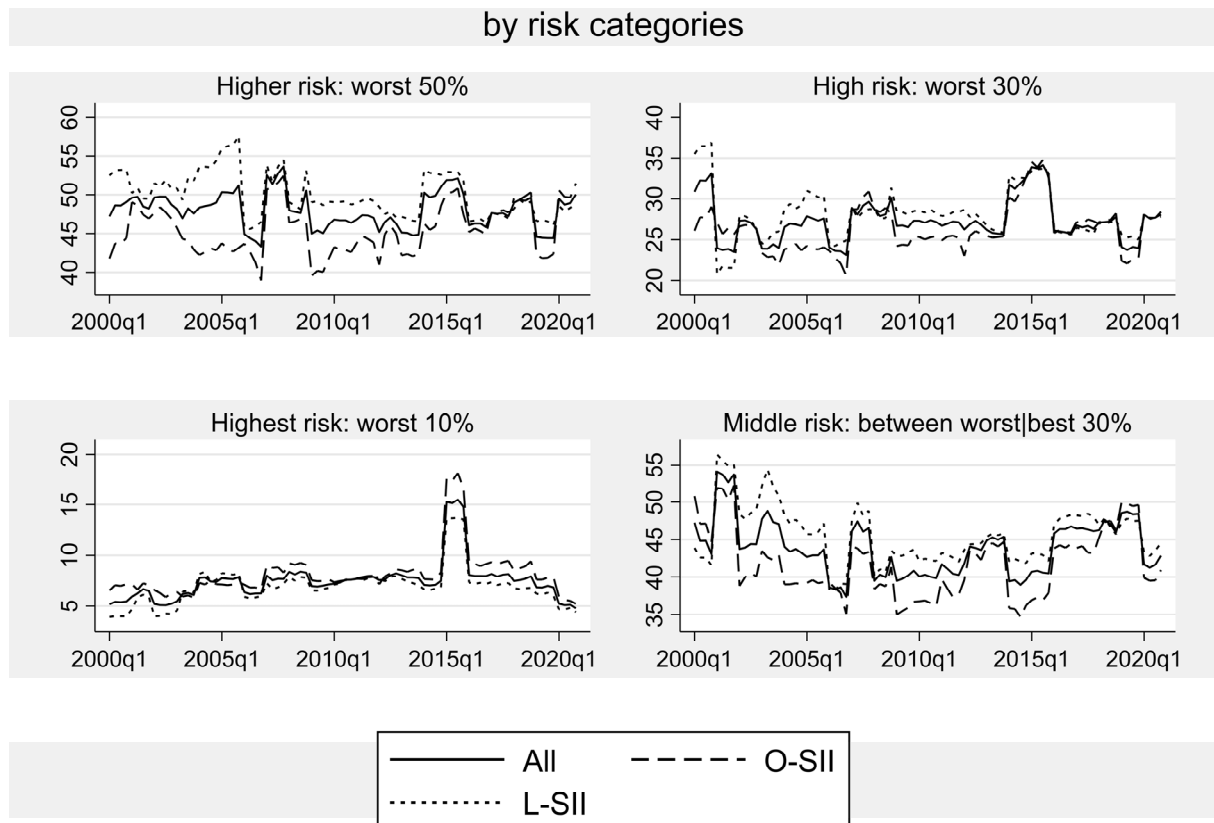 by risk categories
Higher risk: worst 50%
60
55
50
45
40
2000q1 2005q1 2010q1 2015q1 2020q1
High risk: worst 30%
40
35
30
25
20
2000q1 2005q1 2010q1 2015q1 2020q1
Highest risk: worst 10%
20
15
10
5
2000q1 2005q1 2010q1 2015q1 2020q1
Middle risk: between worst|best 30%
55
50
45
40
35
2000q1 2005q1 2010q1 2015q1 2020q1
All O-SII
L-SII